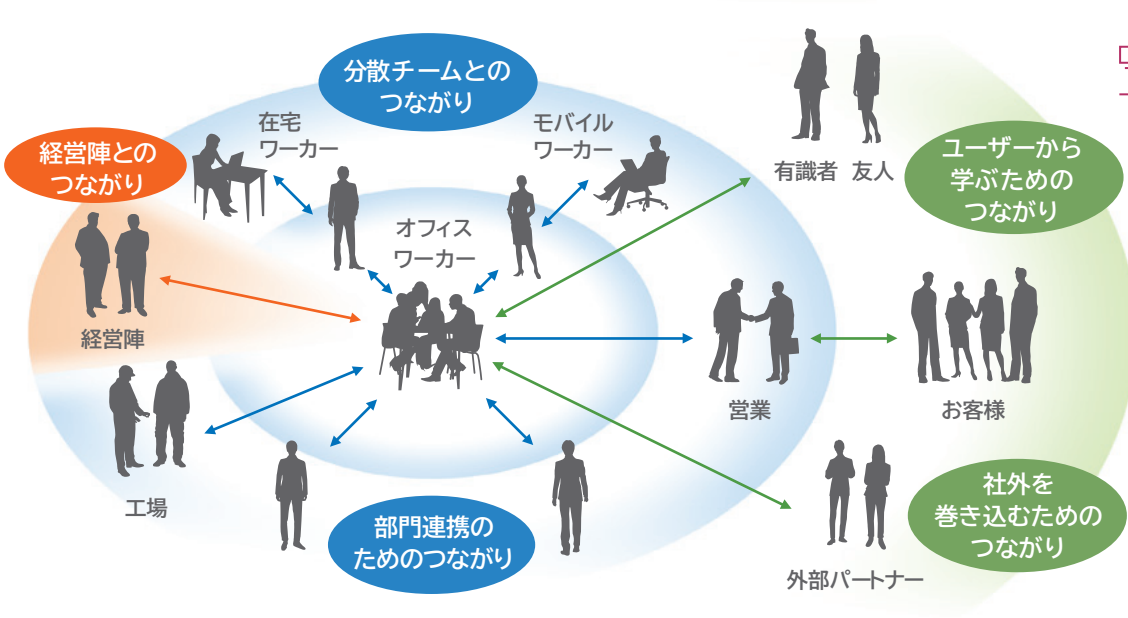 分散チームとの
つながり
在宅
ワーカー
モバイル
ワーカー
経営陣との
つながり
有識者 友人
ユーザーから
学ぶための
つながり
オフィス
ワーカー
経営陣
営業
お客様
工場
部門連携の
ためのつながり
社外を
巻き込むための
つながり
外部パートナー